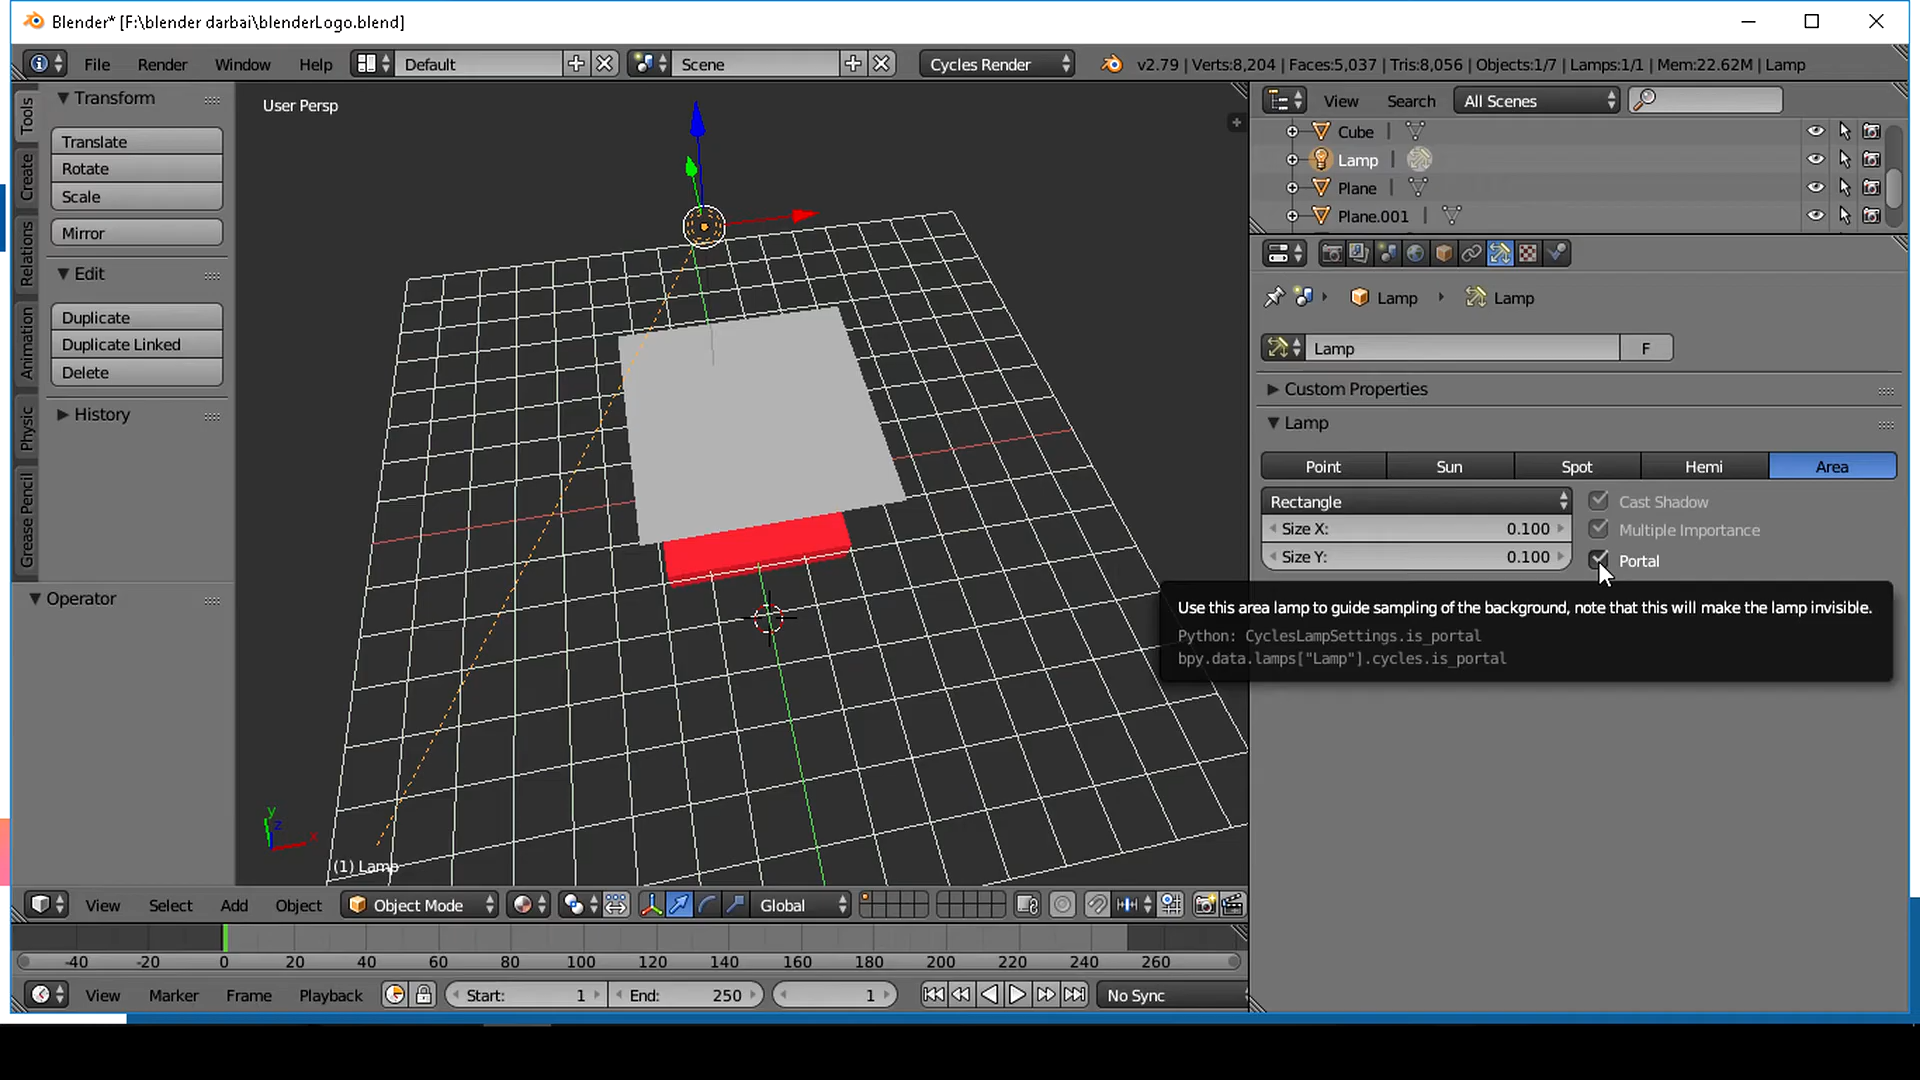 Blender* [F:\blender darbai\blenderLogo.blend]
File Render Window Help Default Scene Cycles Render v2.79 | Verts:8,204 | Faces:5,037 | Tris:8,056 | Objects:1/7 | Lamps:1/1 | Mem:22.62M | Lamp
Tools
Create
Relations
Animation
Physic
Grease Pencil
Transform
Translate
Rotate
Scale
Mirror
Edit
Duplicate
Duplicate Linked
Delete
History
Operator
User Persp
y
z
x
(1) Lamp
View Search All Scenes
Cube
Lamp
Plane
Plane.001
Lamp Lamp
Lamp F
Custom Properties
Lamp
Point Sun Spot Hemi Area
Rectangle Cast Shadow
Size X: 0.100 Multiple Importance
Size Y: 0.100 Portal
Use this area lamp to guide sampling of the background, note that this will make the lamp invisible.
Python: CyclesLampSettings.is_portal
bpy.data.lamps["Lamp"].cycles.is_portal
View Select Add Object Object Mode Global
-40 -20 0 20 40 60 80 100 120 140 160 180 200 220 240 260
View Marker Frame Playback Start: 1 End: 250 1 No Sync